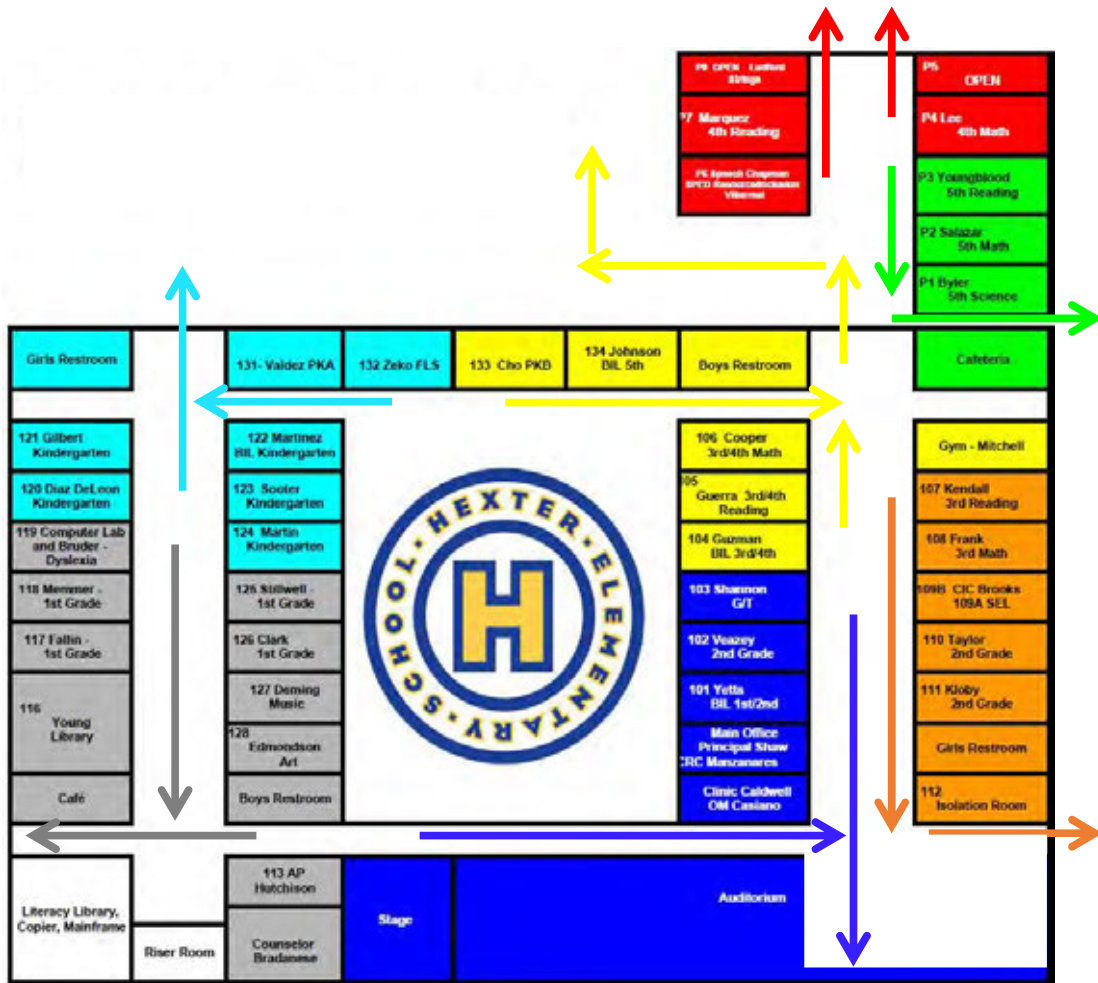 P8 OPEN - Ludford
Strings
P5
OPEN
P7 Marquez
4th Reading
P4 Lee
4th Math
P6 Speech Chapman
SPED
Villarreal
P3 Youngblood
5th Reading
P2 Salazar
5th Math
P1 Byler
5th Science
Girls Restroom
131- Valdez PKA
132 Zeko FLS
133 Cho PKB
134 Johnson
BIL 5th
Boys Restroom
Cafeteria
121 Gilbert
Kindergarten
122 Martinez
BIL Kindergarten
106 Cooper
3rd/4th Math
Gym - Mitchell
120 Diaz DeLeon
Kindergarten
123 Sooter
Kindergarten
105
Guerra 3rd/4th
Reading
107 Kendall
3rd Reading
119 Computer Lab
and Bruder -
Dyslexia
124 Martin
Kindergarten
104 Guzman
BIL 3rd/4th
108 Frank
3rd Math
118 Memmer -
1st Grade
125 Stillwell -
1st Grade
103 Shannon
G/T
109B CIC Brooks
109A SEL
117 Fallin -
1st Grade
126 Clark
1st Grade
102 Veazey
2nd Grade
110 Taylor
2nd Grade
116
Young
Library
127 Deming
Music
101 Yetts
BIL 1st/2nd
111 Kloby
2nd Grade
128
Edmondson
Art
Main Office
Principal Shaw
CRC Manzanares
Girls Restroom
Café
Boys Restroom
Clinic Caldwell
OM Casiano
112
Isolation Room
HEXTER ELEMENTARY SCHOOL
H
Literacy Library,
Copier, Mainframe
Riser Room
113 AP
Hutchison
Counselor
Bradanese
Stage
Auditorium